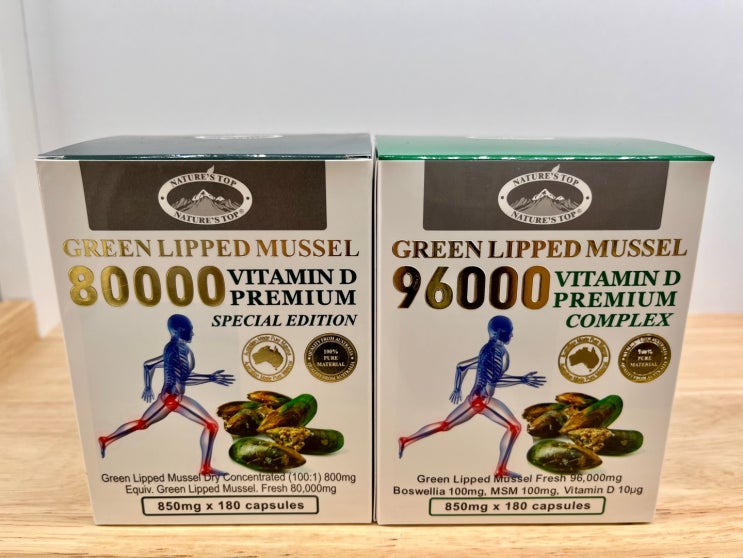 NATURE'S TOP
NATURE'S TOP®
GREEN LIPPED MUSSEL
80000
VITAMIN D
PREMIUM
SPECIAL EDITION
100%
PURE
MATERIAL
Green Lipped Mussel Dry Concentrated (100:1) 800mg
Equiv. Green Lipped Mussel. Fresh 80,000mg
850mg x 180 capsules
NATURE'S TOP
NATURE'S TOP®
GREEN LIPPED MUSSEL
96000
VITAMIN D
PREMIUM
COMPLEX
100%
PURE
MATERIAL
Green Lipped Mussel Fresh 96,000mg
Boswellia 100mg, MSM 100mg, Vitamin D 10µg
850mg x 180 capsules